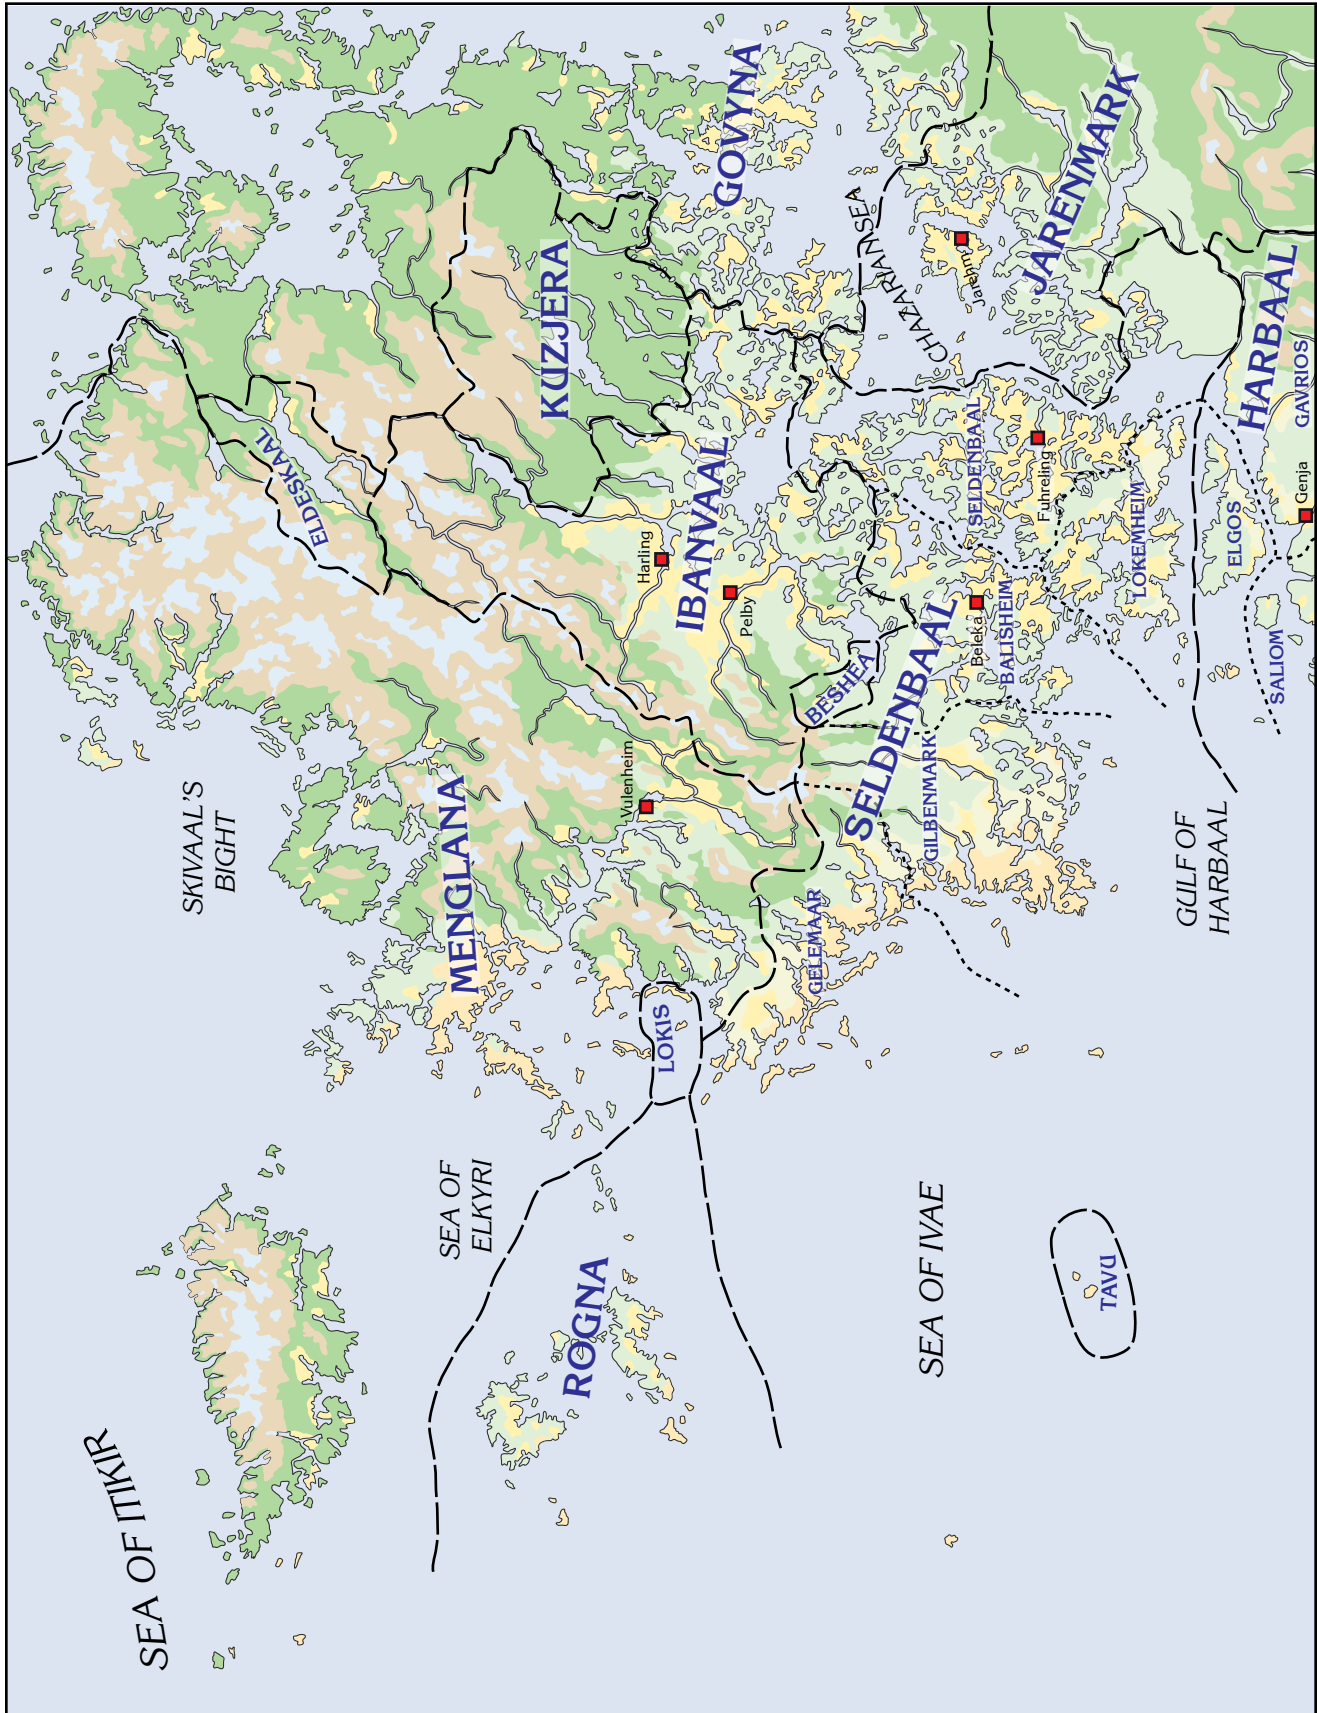 SEA OF ITIKIR
SKIVAAL'S
BIGHT
ELDESKAAL
MENGLANA
SEA OF
ELKYRI
KUZJERA
ROGNA
Vulenheim
Harling
LOKIS
IBANVAAL
Pelby
GOVYNA
BESHEA
GELEMAAR
SELDENBAAL
GILBENMARK
SEA OF IVAE
CHAZARIAN SEA
Jarehmy
Beleka
BALISHEIM
SELDENBAAL
Fuhreling
JARENMARK
TAVU
LOKEMHEIM
GULF OF
HARBAAL
ELGOS
SALIOM
HARBAAL
GAVRIOS
Genja